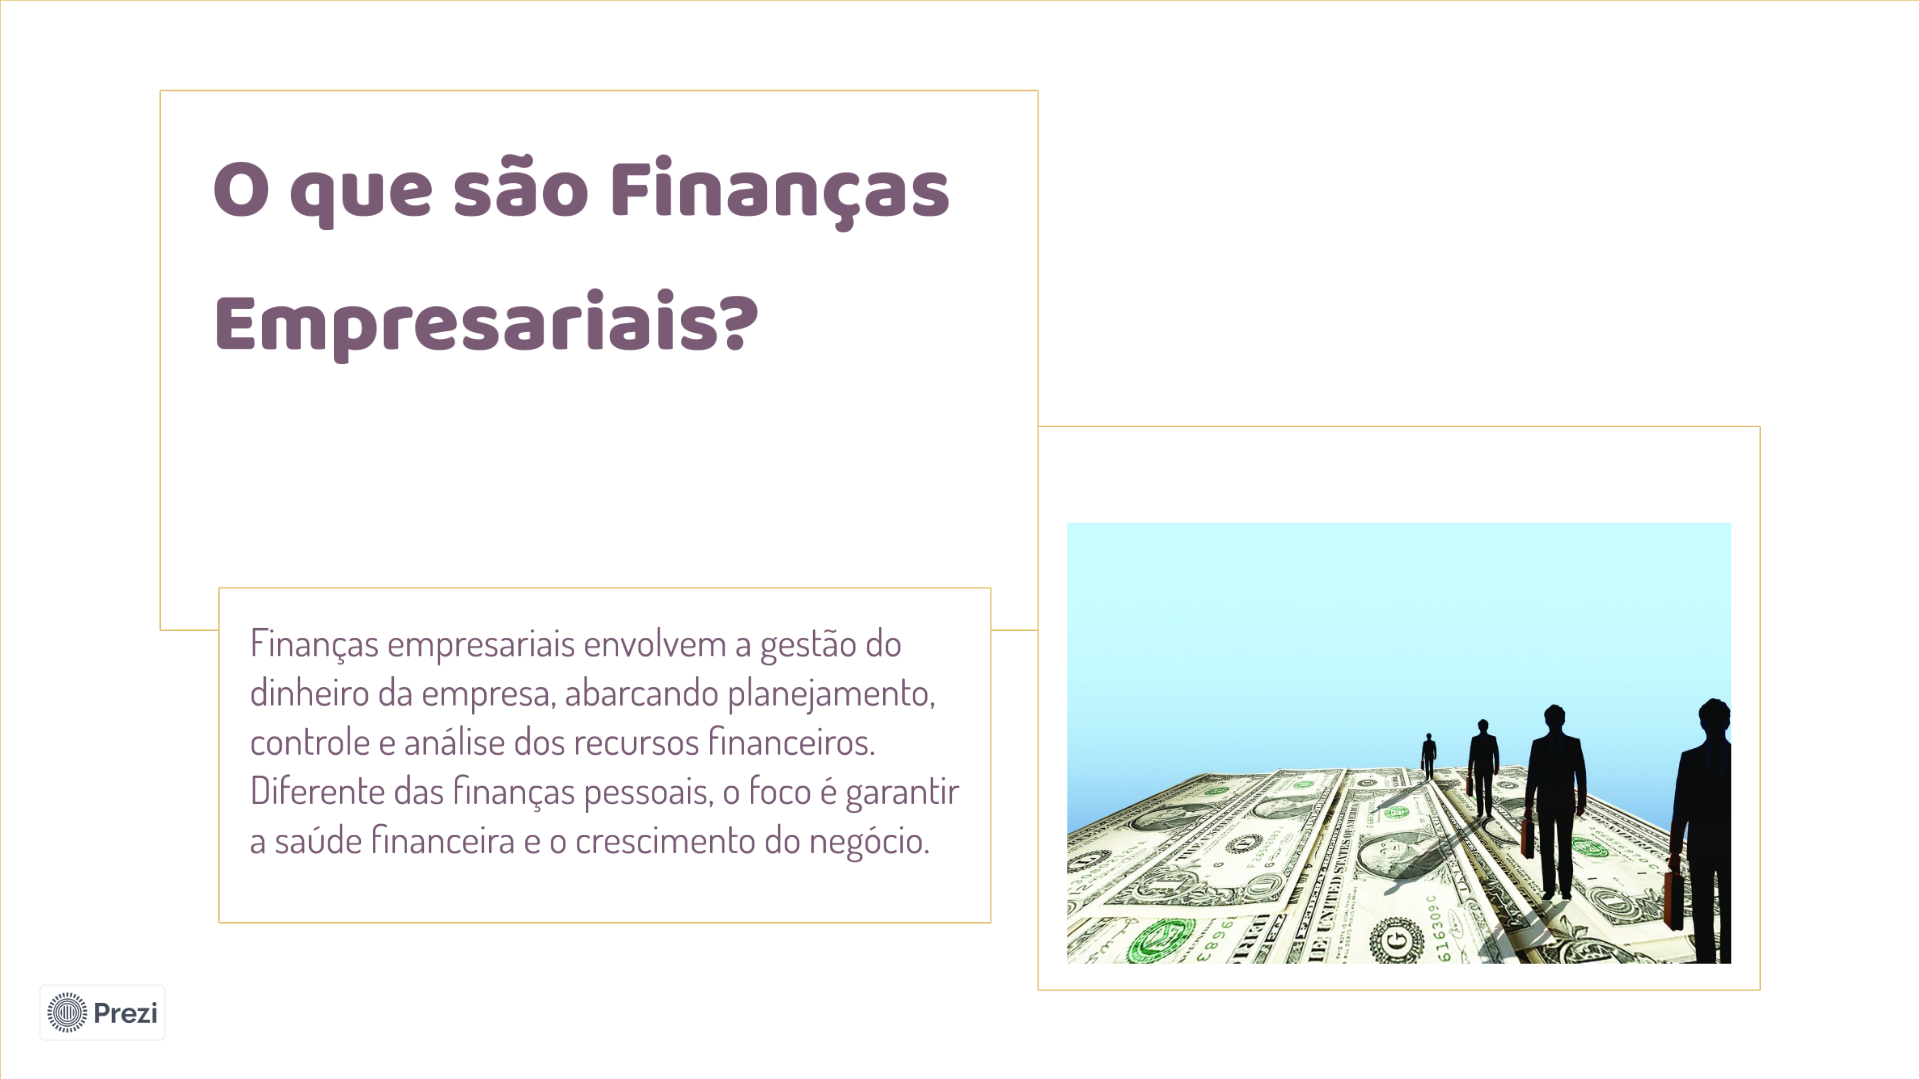 O que são Finanças
Empresariais?
Finanças empresariais envolvem a gestão do
dinheiro da empresa, abarcando planejamento,
controle e análise dos recursos financeiros.
Diferente das finanças pessoais, o foco é garantir
a saúde financeira e o crescimento do negócio.
Prezi